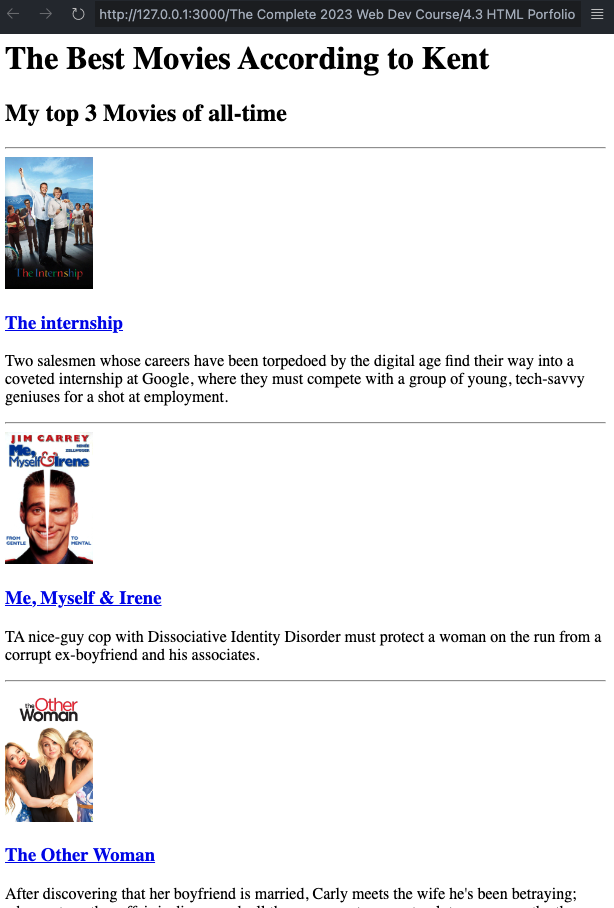 http://127.0.0.1:3000/The Complete 2023 Web Dev Course/4.3 HTML Porfolio
The Best Movies According to Kent
My top 3 Movies of all-time
The Internship
The internship
Two salesmen whose careers have been torpedoed by the digital age find their way into a
coveted internship at Google, where they must compete with a group of young, tech-savvy
geniuses for a shot at employment.
JIM CARREY
Me, RENÉE
Myself & Irene ZELLWEGER
FROM TO
GENTLE MENTAL
Me, Myself & Irene
TA nice-guy cop with Dissociative Identity Disorder must protect a woman on the run from a
corrupt ex-boyfriend and his associates.
the Other
Woman
The Other Woman
After discovering that her boyfriend is married, Carly meets the wife he's been betraying;